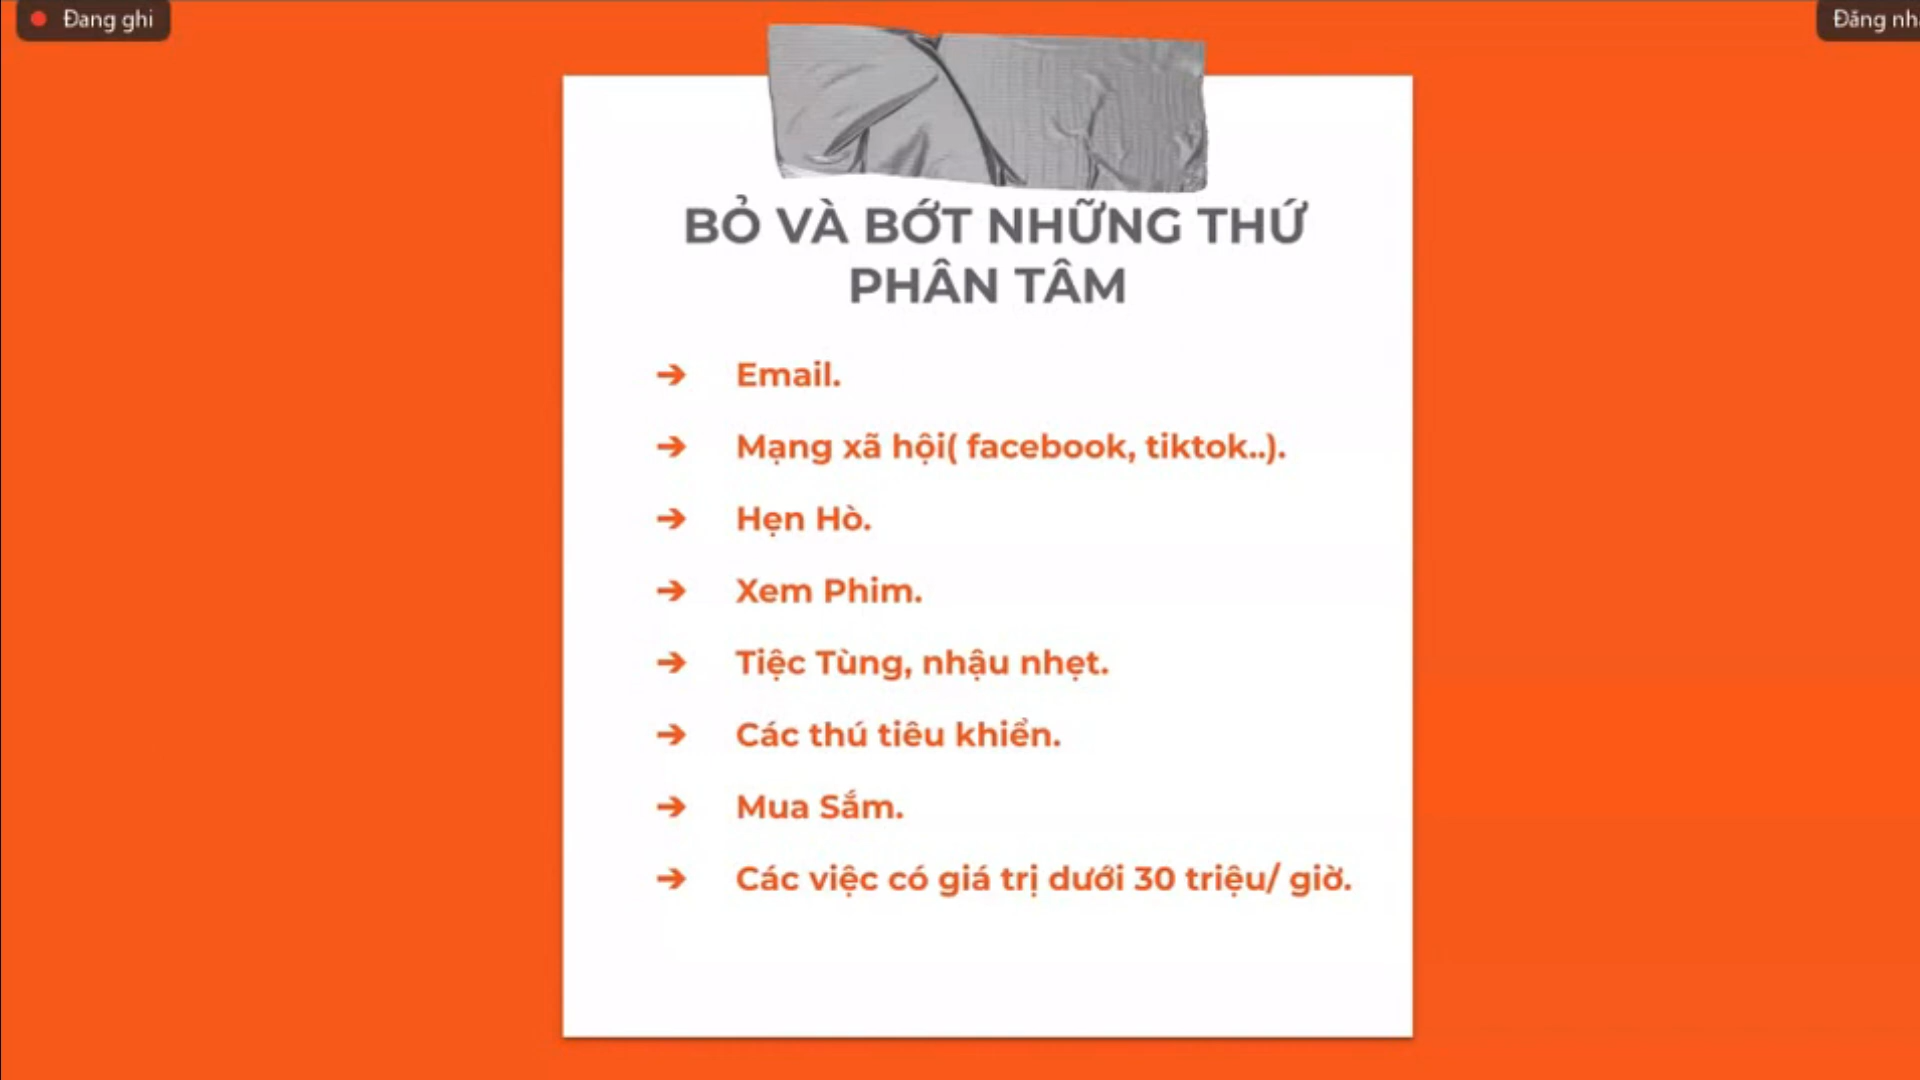 Đang ghi
Đăng
BỎ VÀ BỚT NHỮNG THỨ
PHÂN TÂM
➔ Email.
➔ Mạng xã hội( facebook, tiktok..).
➔ Hẹn Hò.
➔ Xem Phim.
➔ Tiệc Tùng, nhậu nhẹt.
➔ Các thú tiêu khiển.
➔ Mua Sắm.
➔ Các việc có giá trị dưới 30 triệu/ giờ.